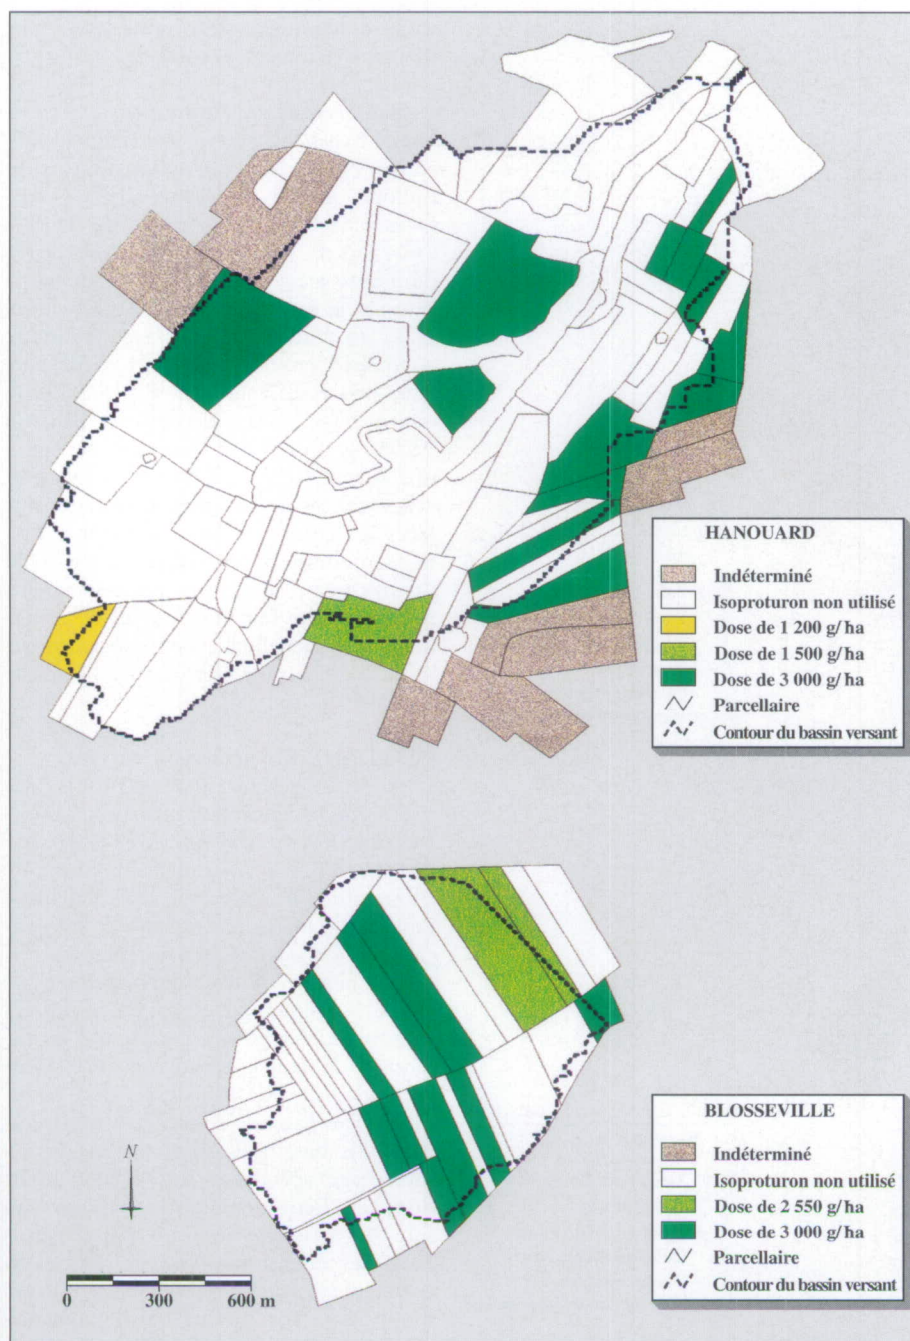 HANOUARD
Indéterminé
Isoproturon non utilisé
Dose de 1 200 g/ha
Dose de 1 500 g/ha
Dose de 3 000 g/ha
Parcellaire
Contour du bassin versant
BLOSSEVILLE
Indéterminé
Isoproturon non utilisé
Dose de 2 550 g/ha
Dose de 3 000 g/ha
Parcellaire
Contour du bassin versant
N
0 300 600 m